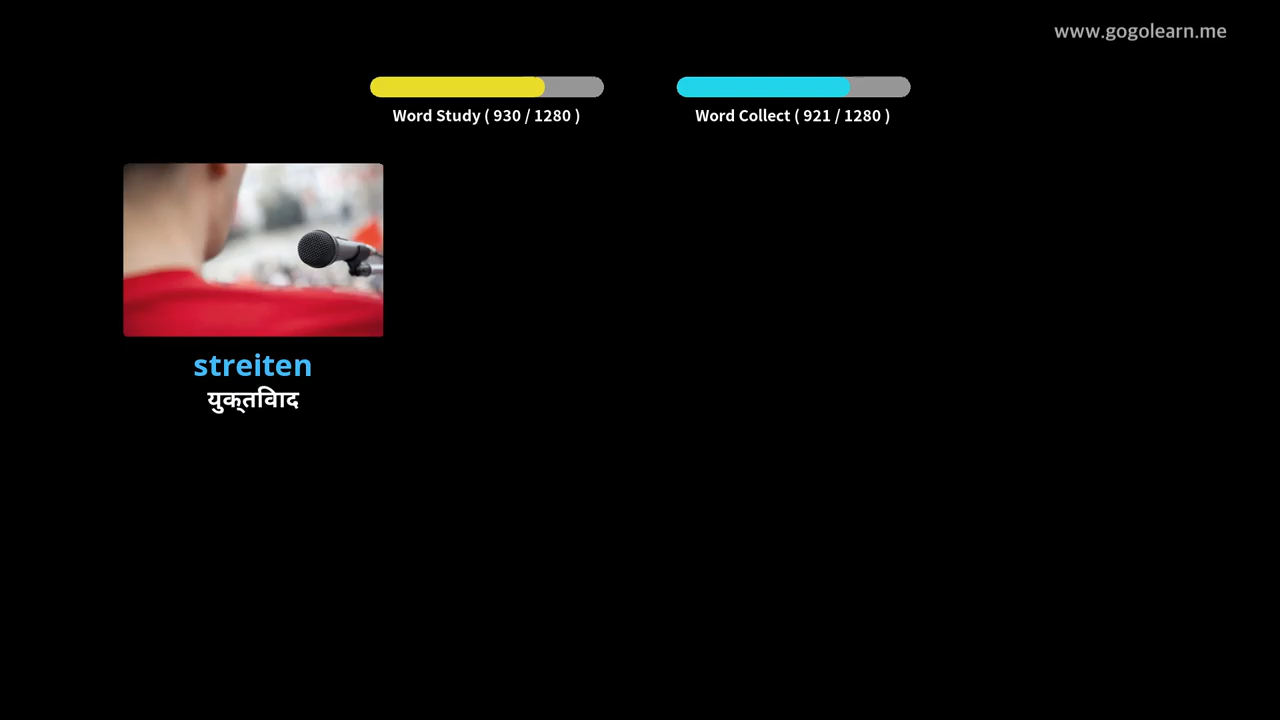 www.gogolearn.me
Word Study ( 930 / 1280 )
Word Collect ( 921 / 1280 )
streiten
युक्तिवाद